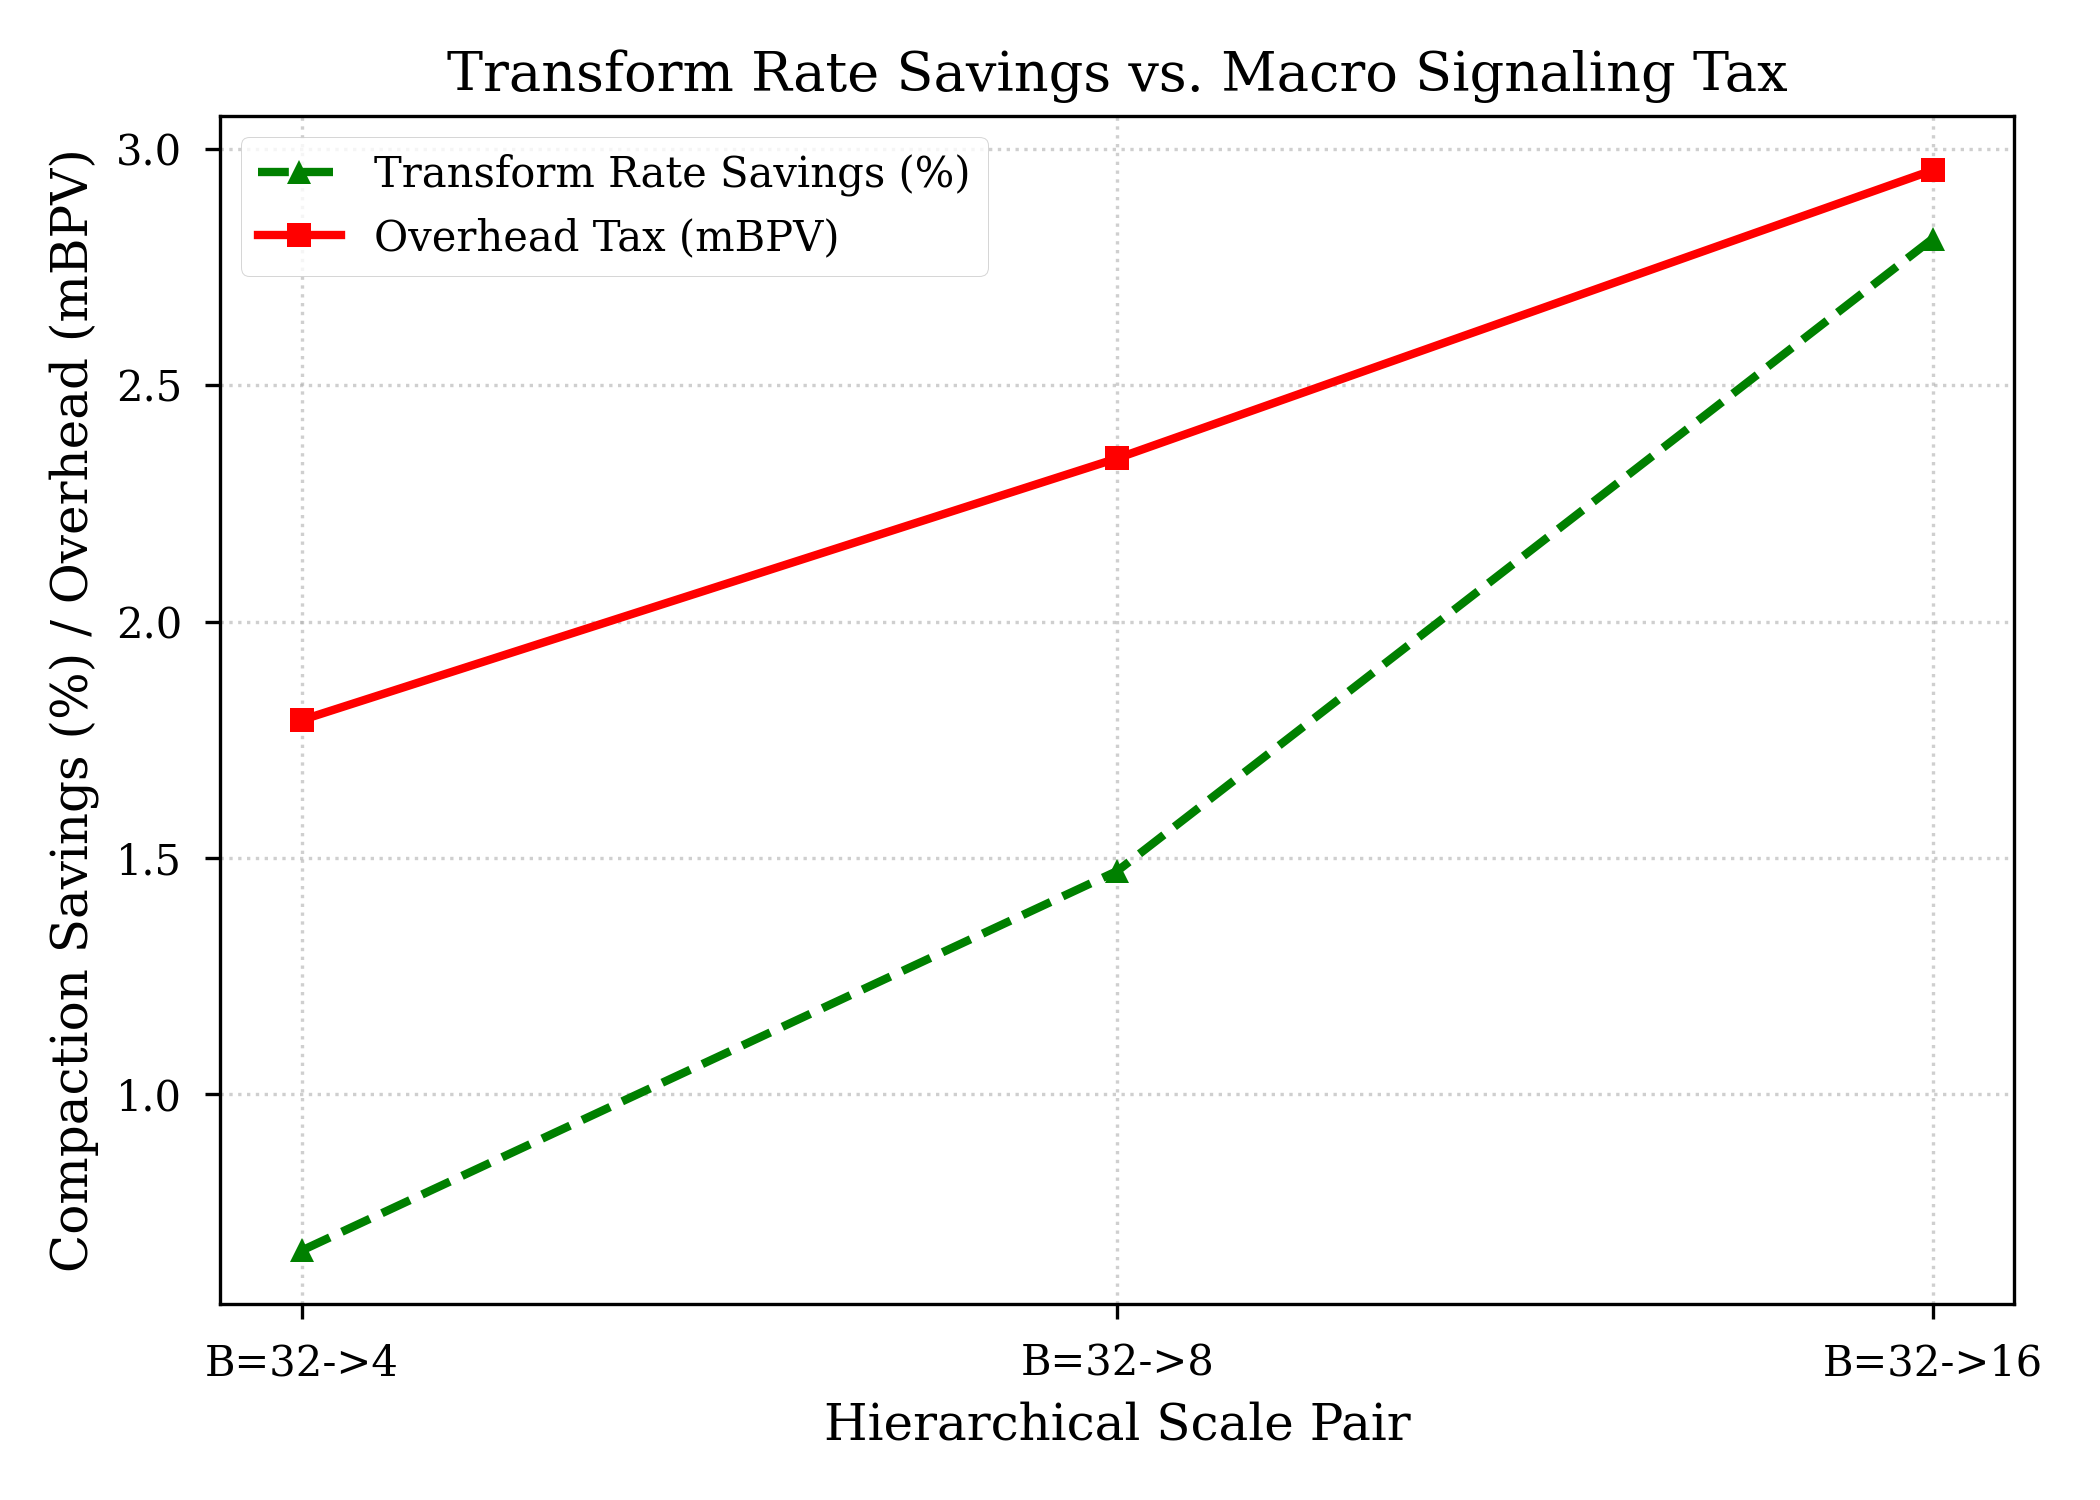 Transform Rate Savings vs. Macro Signaling Tax
Transform Rate Savings (%)
Overhead Tax (mBPV)
Compaction Savings (%) / Overhead (mBPV)
3.0
2.5
2.0
1.5
1.0
B=32->4
B=32->8
B=32->16
Hierarchical Scale Pair